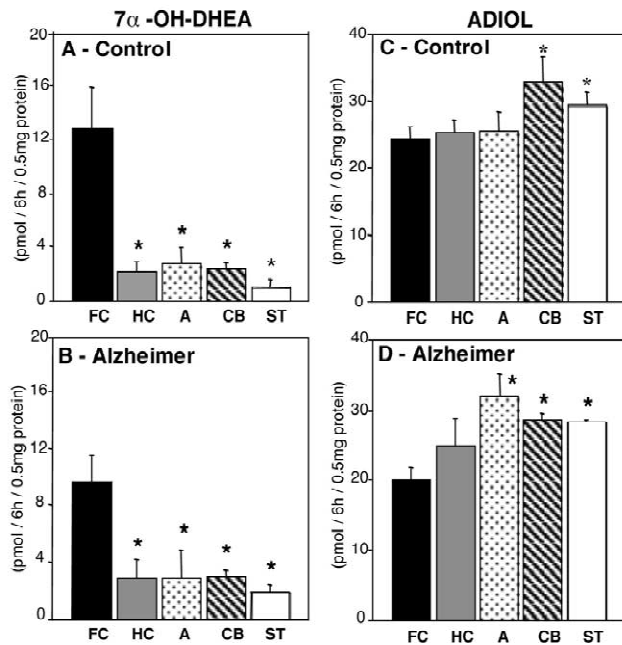 7α -OH-DHEA
ADIOL
A - Control
(pmol / 6h / 0.5mg protein)
20
16
12
8
4
0
*
*
*
*
FC HC A CB ST
C - Control
(pmol / 6h / 0.5mg protein)
40
30
20
10
0
*
*
FC HC A CB ST
B - Alzheimer
(pmol / 6h / 0.5mg protein)
20
16
12
8
4
0
*
*
*
*
FC HC A CB ST
D - Alzheimer
(pmol / 6h / 0.5mg protein)
40
30
20
10
0
*
*
*
FC HC A CB ST